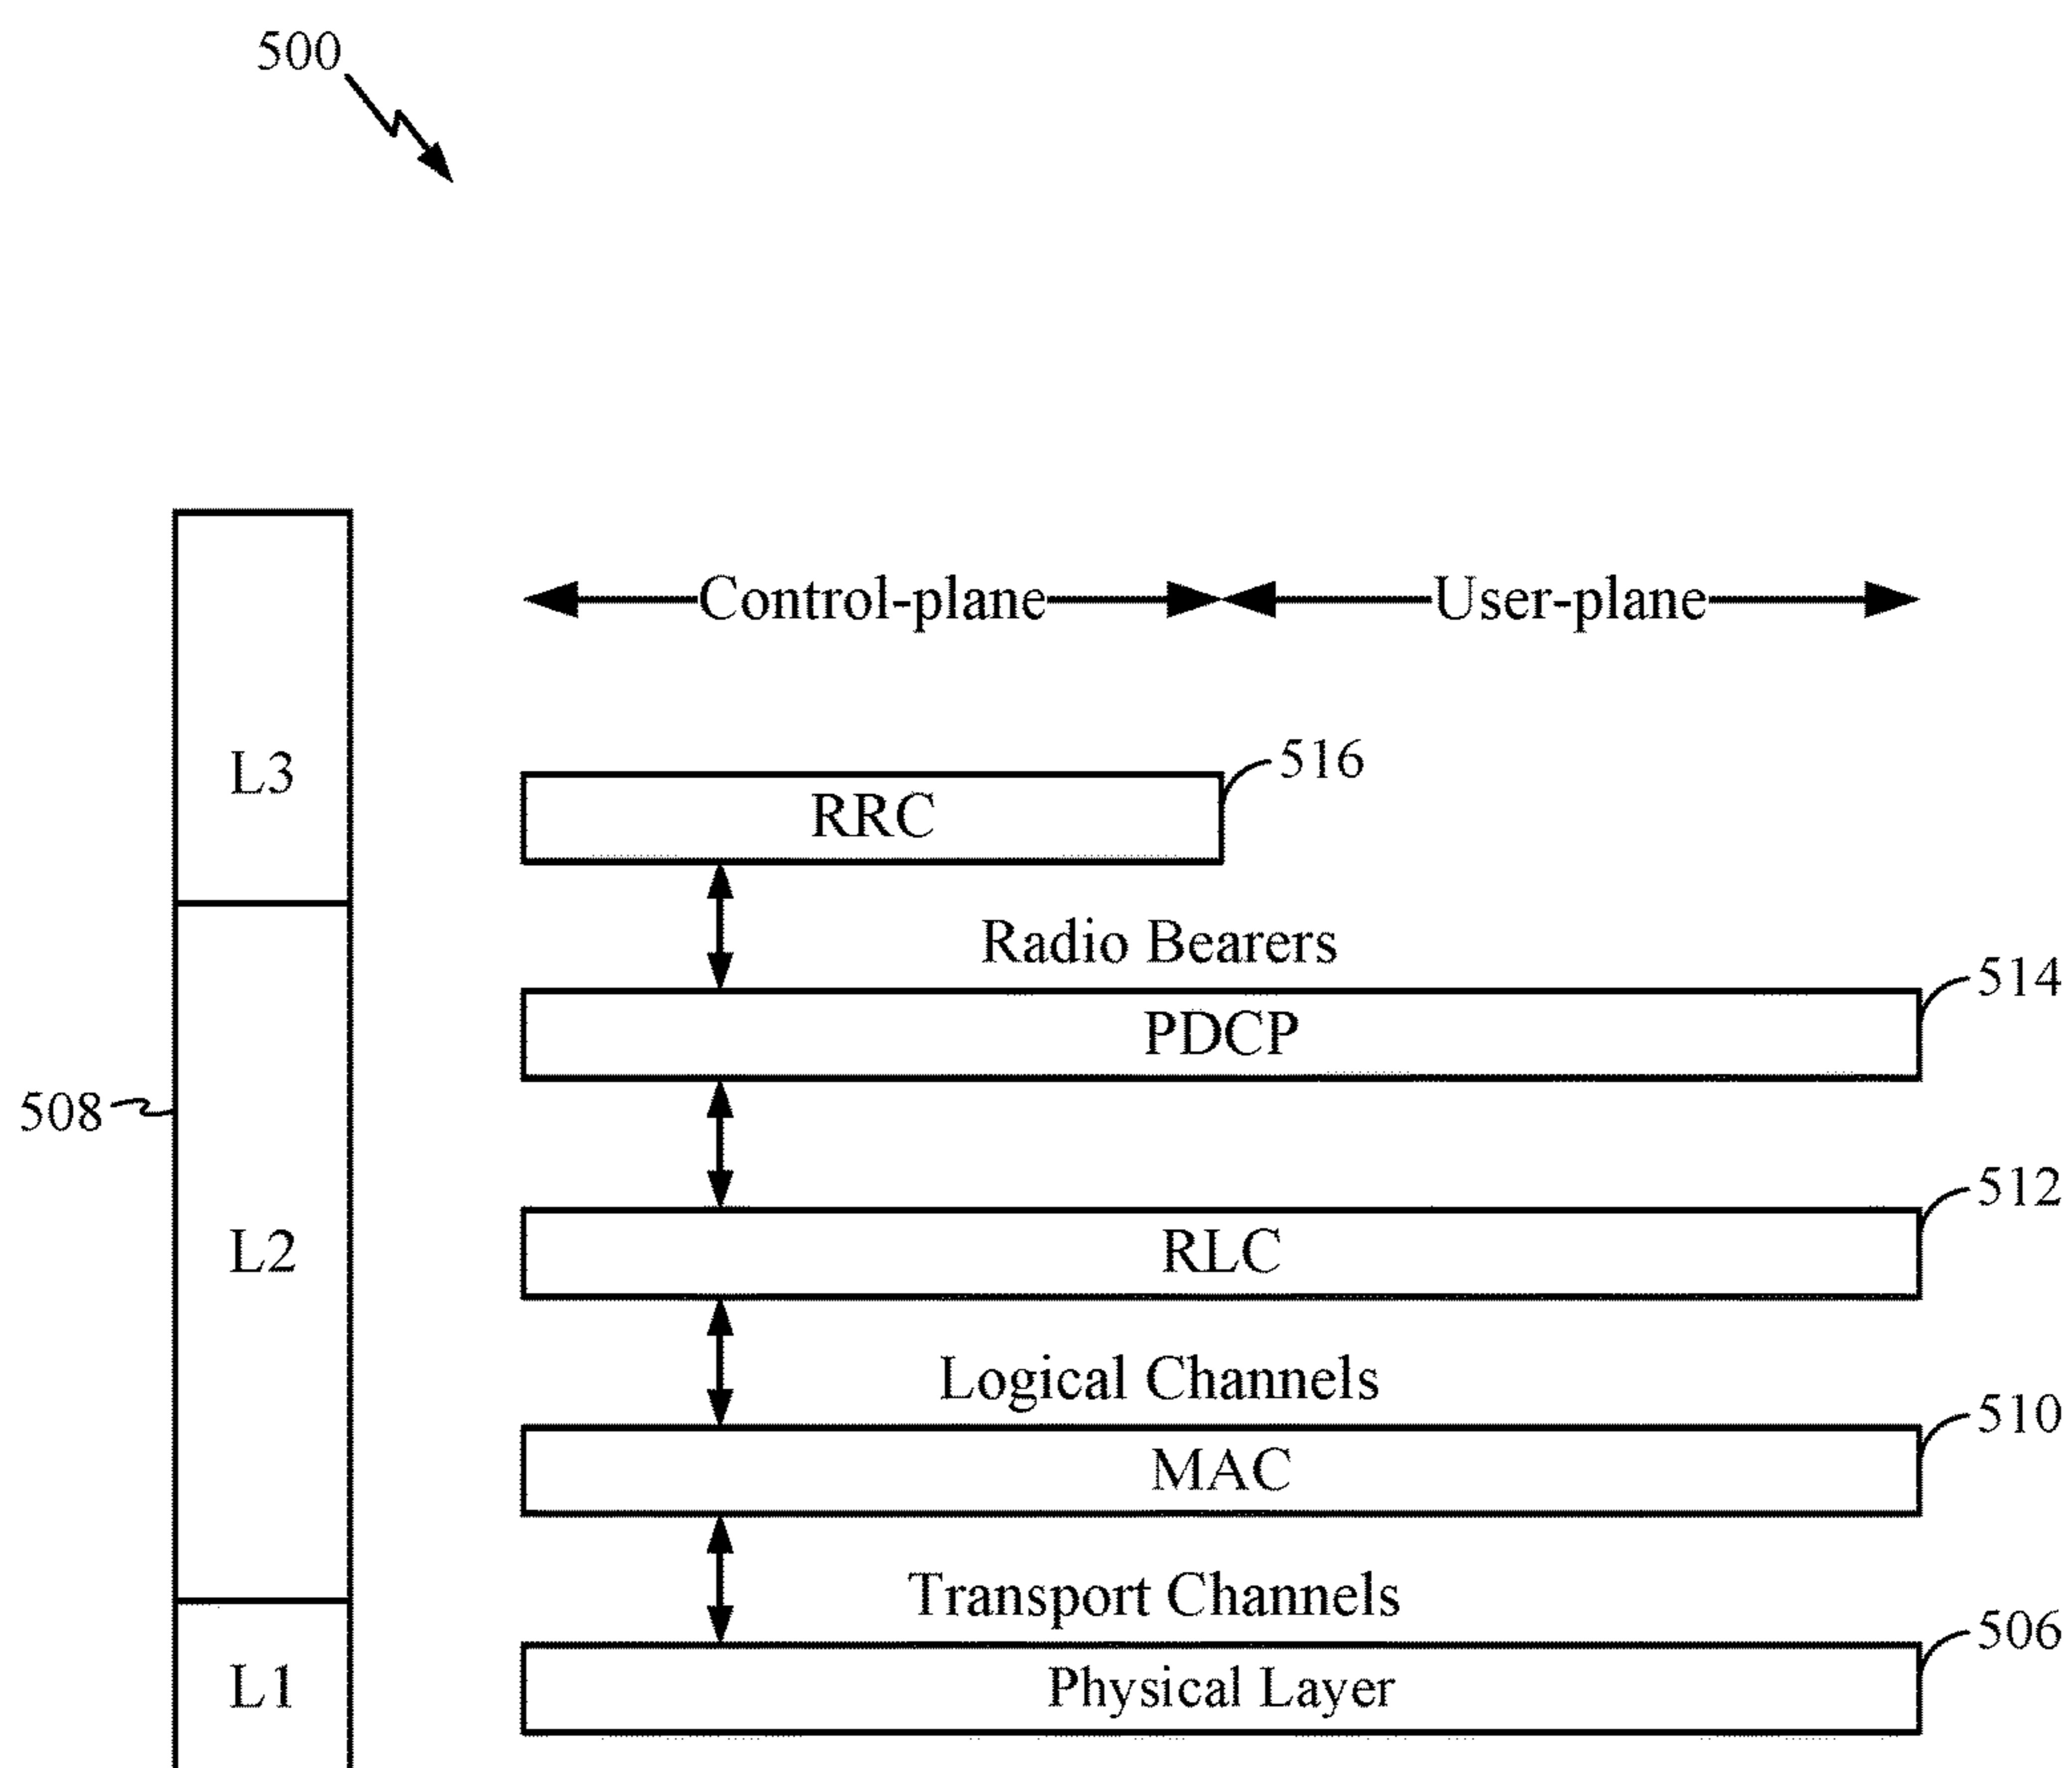 500
Control-plane User-plane
L3
516
RRC
Radio Bearers
514
PDCP
508
512
L2
RLC
Logical Channels
510
MAC
Transport Channels
506
L1
Physical Layer